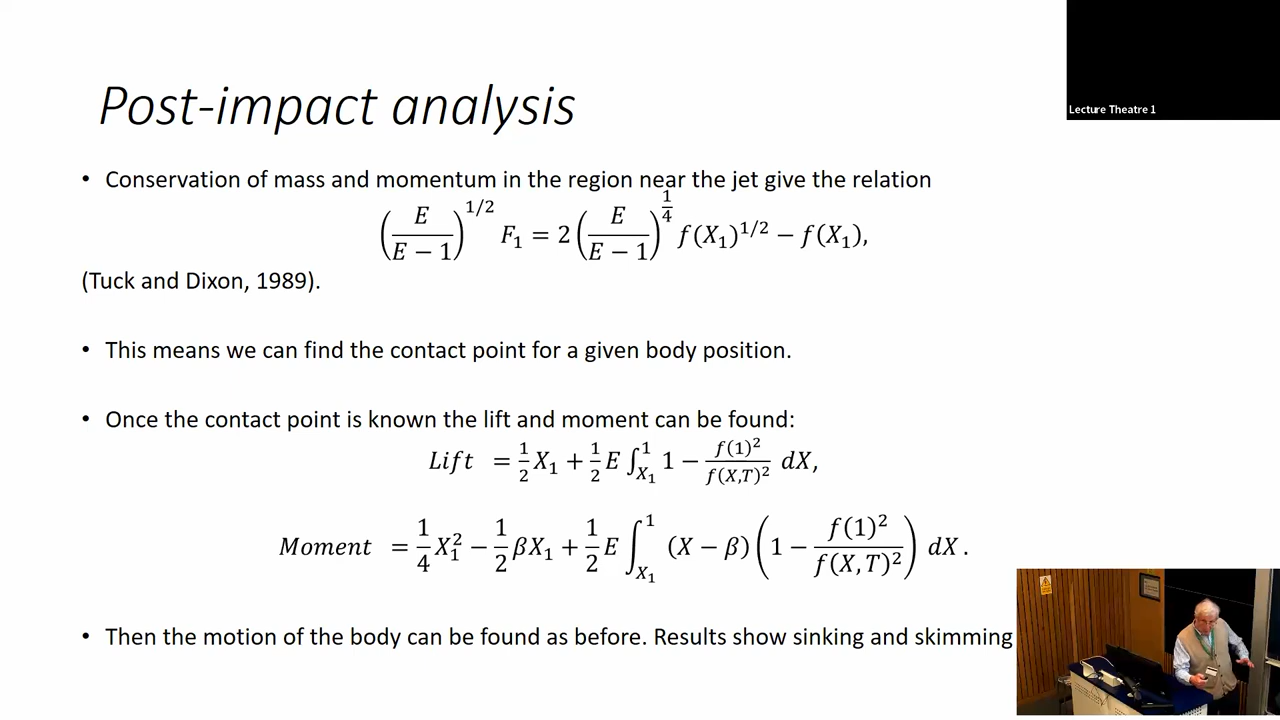 Lecture Theatre 1
Post-impact analysis
• Conservation of mass and momentum in the region near the jet give the relation
(E/(E − 1))^{1/2} F₁ = 2 (E/(E − 1))^{1/4} f(X₁)^{1/2} − f(X₁),
(Tuck and Dixon, 1989).
• This means we can find the contact point for a given body position.
• Once the contact point is known the lift and moment can be found:
Lift = ½X₁ + ½E ∫_{X₁}^{1} 1 − f(1)²/f(X,T)² dX,
Moment = ¼X₁² − ½βX₁ + ½E ∫_{X₁}^{1} (X − β)(1 − f(1)²/f(X,T)²) dX.
• Then the motion of the body can be found as before. Results show sinking and skimming